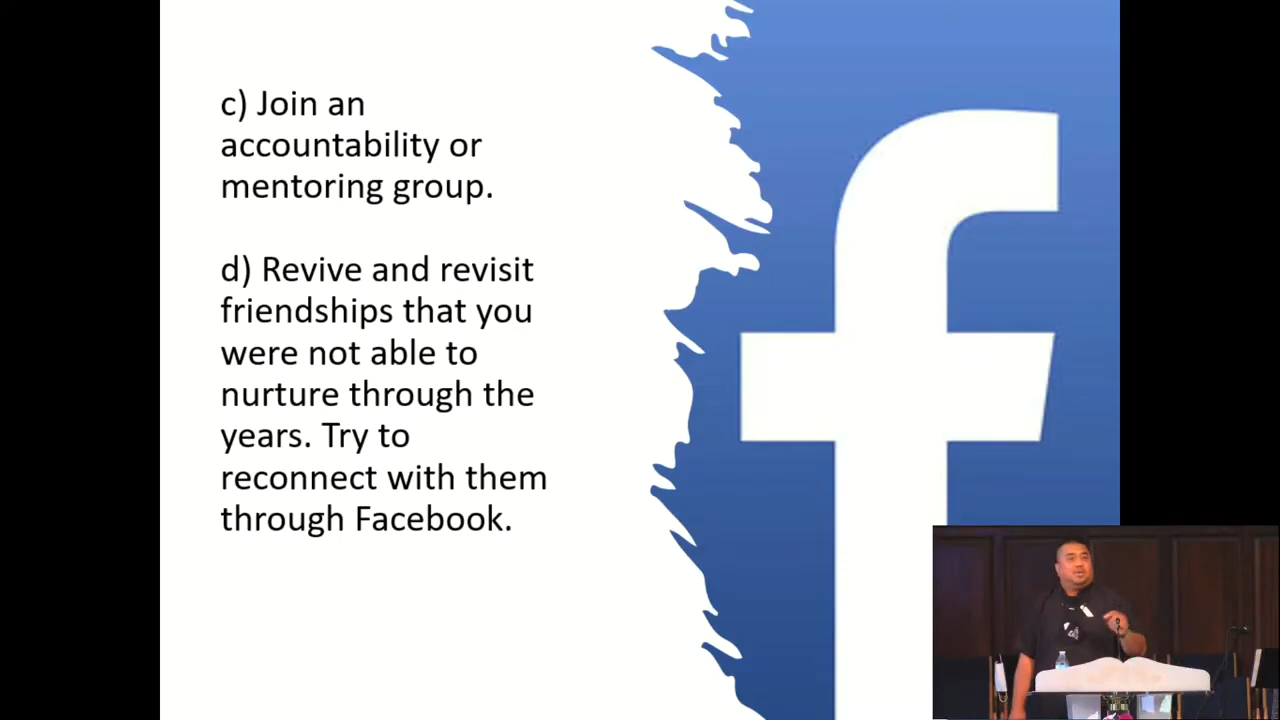 c) Join an
accountability or
mentoring group.
d) Revive and revisit
friendships that you
were not able to
nurture through the
years. Try to
reconnect with them
through Facebook.
f